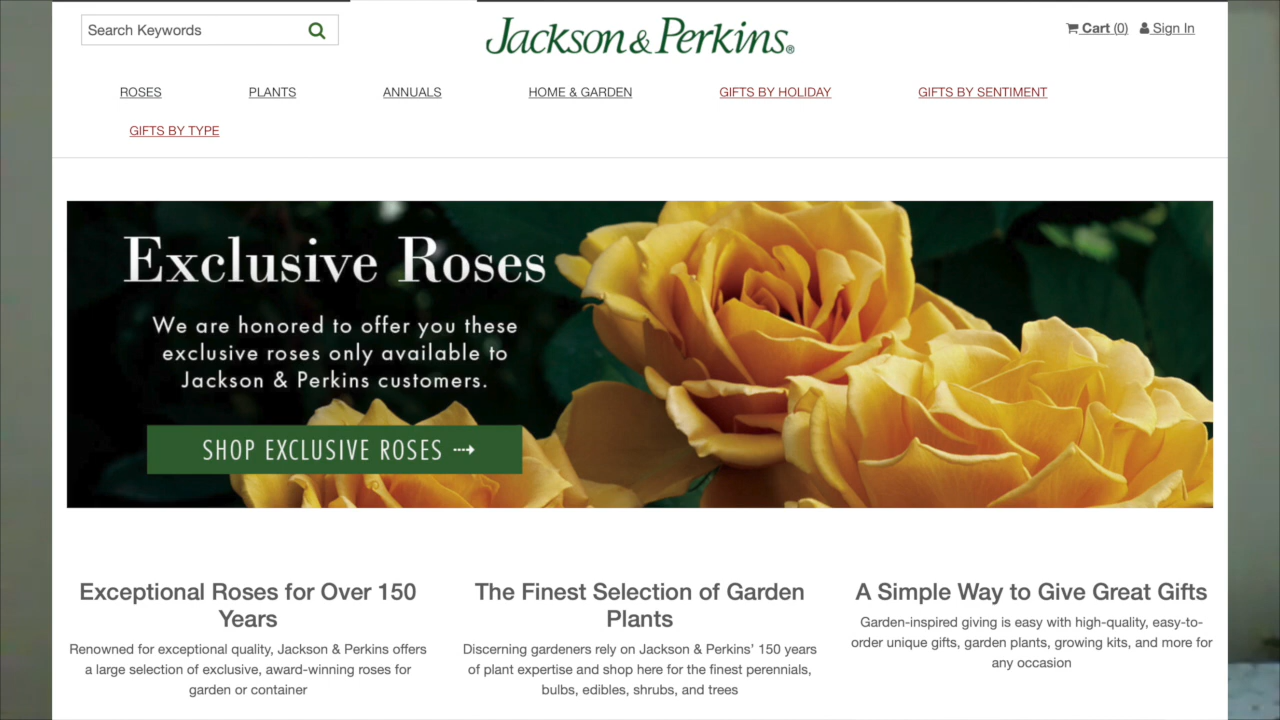 Search Keywords
Jackson & Perkins®
Cart (0) Sign In
ROSES
PLANTS
ANNUALS
HOME & GARDEN
GIFTS BY HOLIDAY
GIFTS BY SENTIMENT
GIFTS BY TYPE
Exclusive Roses
We are honored to offer you these
exclusive roses only available to
Jackson & Perkins customers.
SHOP EXCLUSIVE ROSES
Exceptional Roses for Over 150
Years
Renowned for exceptional quality, Jackson & Perkins offers
a large selection of exclusive, award-winning roses for
garden or container
The Finest Selection of Garden
Plants
Discerning gardeners rely on Jackson & Perkins’ 150 years
of plant expertise and shop here for the finest perennials,
bulbs, edibles, shrubs, and trees
A Simple Way to Give Great Gifts
Garden-inspired giving is easy with high-quality, easy-to-
order unique gifts, garden plants, growing kits, and more for
any occasion